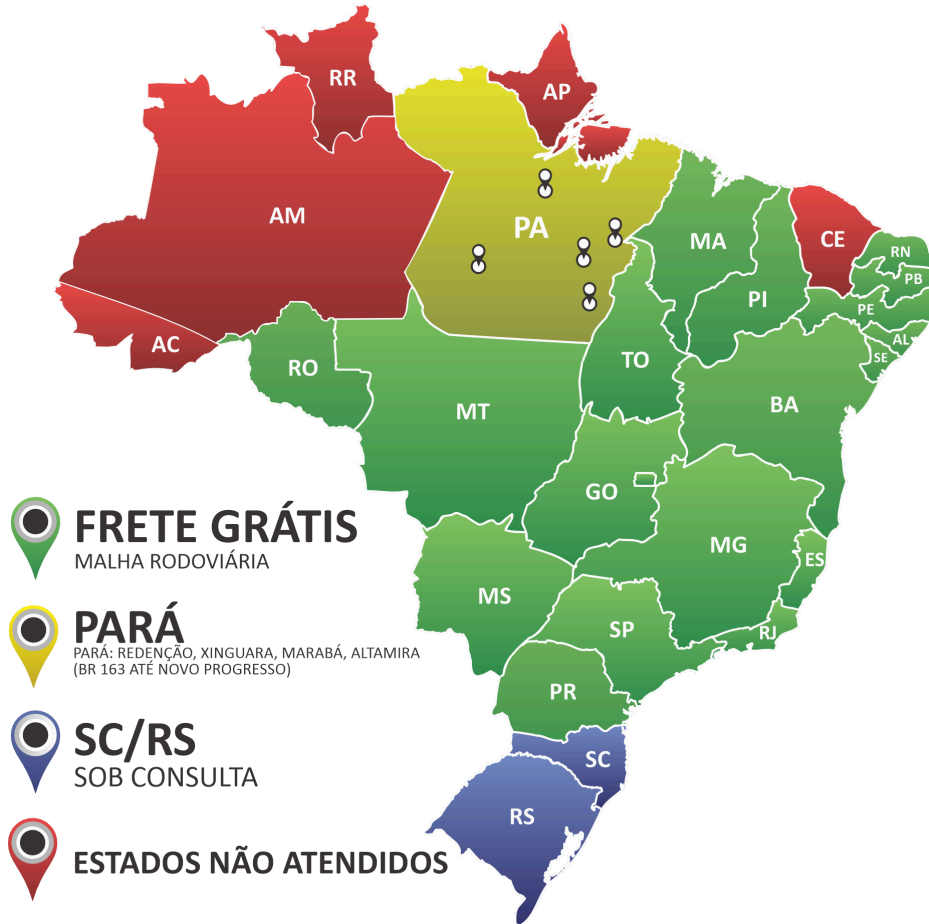 RR
AP
AM
PA
MA
CE
RN
PB
PI
PE
AL
SE
AC
RO
TO
BA
MT
GO
MG
ES
MS
SP
RJ
PR
SC
RS
FRETE GRÁTIS
MALHA RODOVIÁRIA
PARÁ
PARÁ: REDENÇÃO, XINGUARA, MARABÁ, ALTAMIRA
(BR 163 ATÉ NOVO PROGRESSO)
SC/RS
SOB CONSULTA
ESTADOS NÃO ATENDIDOS